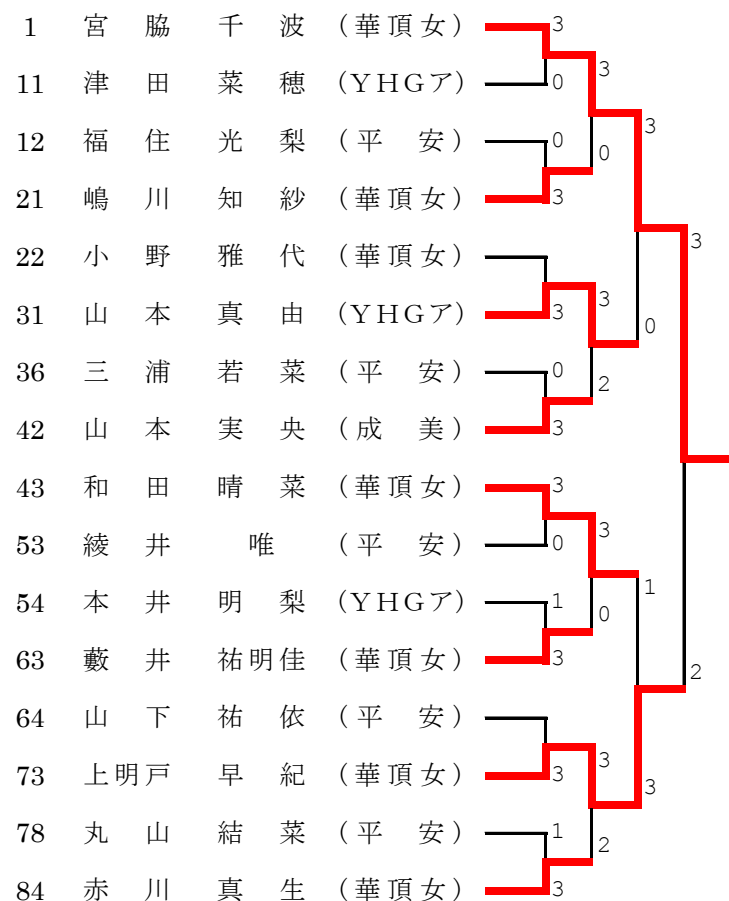 1 宮脇千波 (華頂女) 3
3
11 津田菜穂 (YHGア) 0
3
12 福住光梨 (平安) 0
0
21 嶋川知紗 (華頂女) 3
3
22 小野雅代 (華頂女)
31 山本真由 (YHGア) 3 3
0
36 三浦若菜 (平安) 0
2
42 山本実央 (成美) 3
43 和田晴菜 (華頂女) 3
3
53 綾井唯 (平安) 0
1
54 本井明梨 (YHGア) 1
0
63 藪井祐明佳 (華頂女) 3
2
64 山下祐依 (平安)
3
73 上明戸早紀 (華頂女) 3
3
78 丸山結菜 (平安) 1
2
84 赤川真生 (華頂女) 3